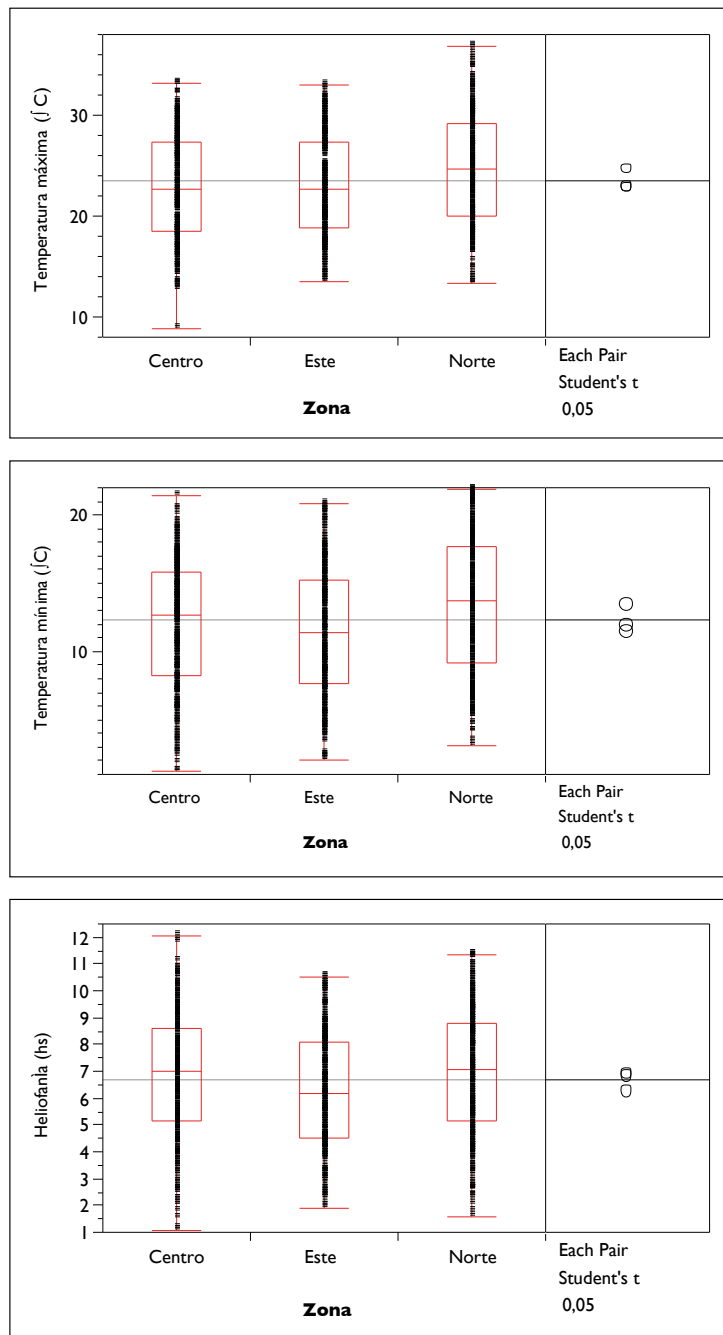 Temperatura máxima (∫C)
30
20
10
Centro
Este
Norte
Zona
Each Pair
Student's t
0,05
Temperatura mínima (∫C)
20
10
Centro
Este
Norte
Zona
Each Pair
Student's t
0,05
Heliofanìa (hs)
12
11
10
9
8
7
6
5
4
3
2
1
Centro
Este
Norte
Zona
Each Pair
Student's t
0,05